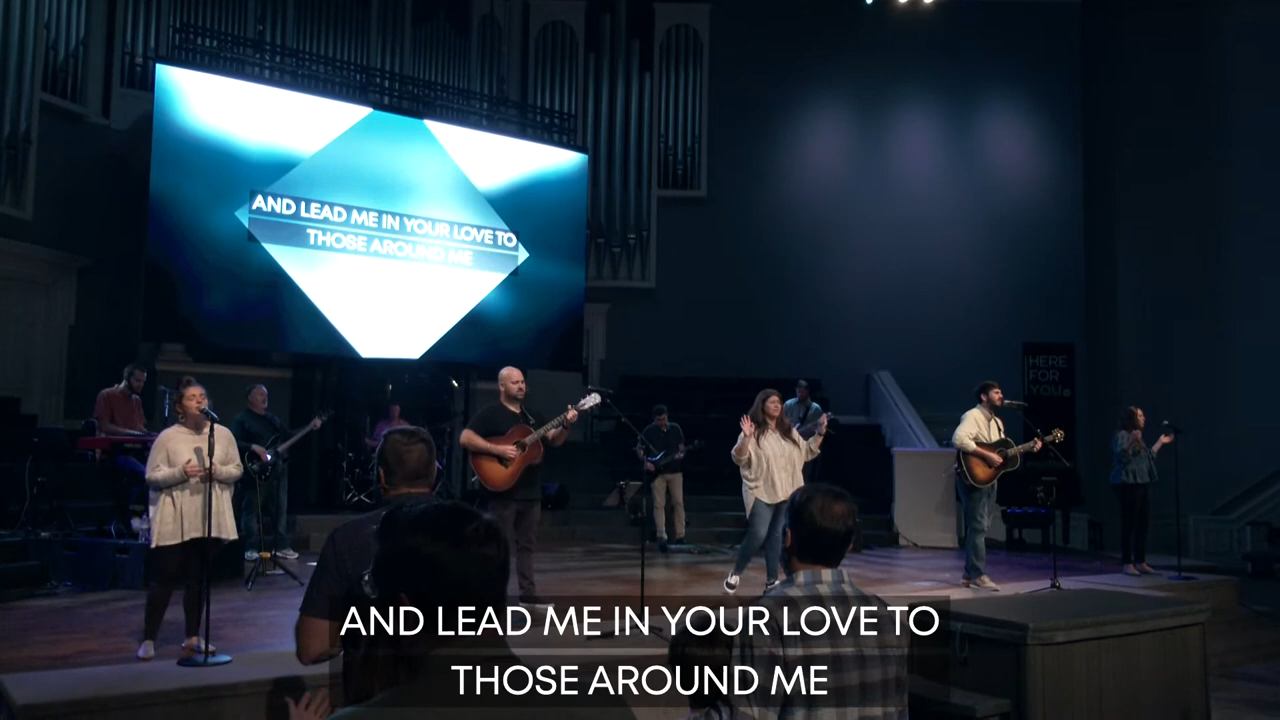 AND LEAD ME IN YOUR LOVE TO
THOSE AROUND ME
HERE
FOR
YOU.
AND LEAD ME IN YOUR LOVE TO
THOSE AROUND ME